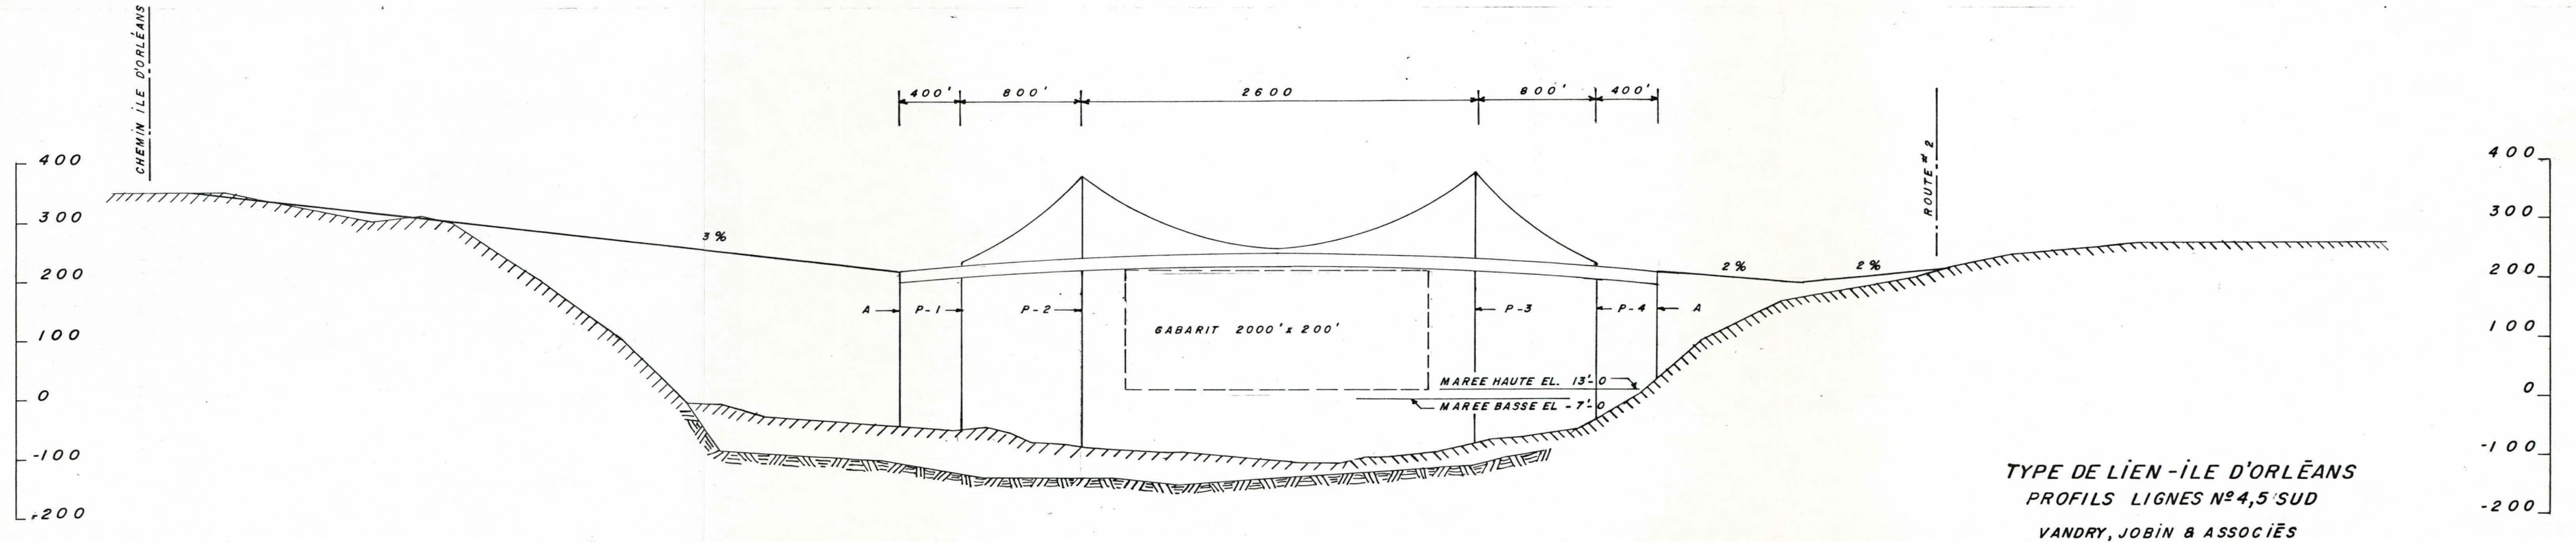 CHEMIN ILE D'ORLÉANS
400' 800' 2600 800' 400'
ROUTE # 2
400
300
200
100
0
-100
-200
3%
2% 2%
A P-1 P-2 P-3 P-4 A
GABARIT 2000' x 200'
MAREE HAUTE EL. 13'-0
MAREE BASSE EL - 7'-0
400
300
200
100
0
-100
-200
TYPE DE LIEN - ILE D'ORLÉANS
PROFILS LIGNES Nº 4,5 SUD
VANDRY, JOBIN & ASSOCIÉS